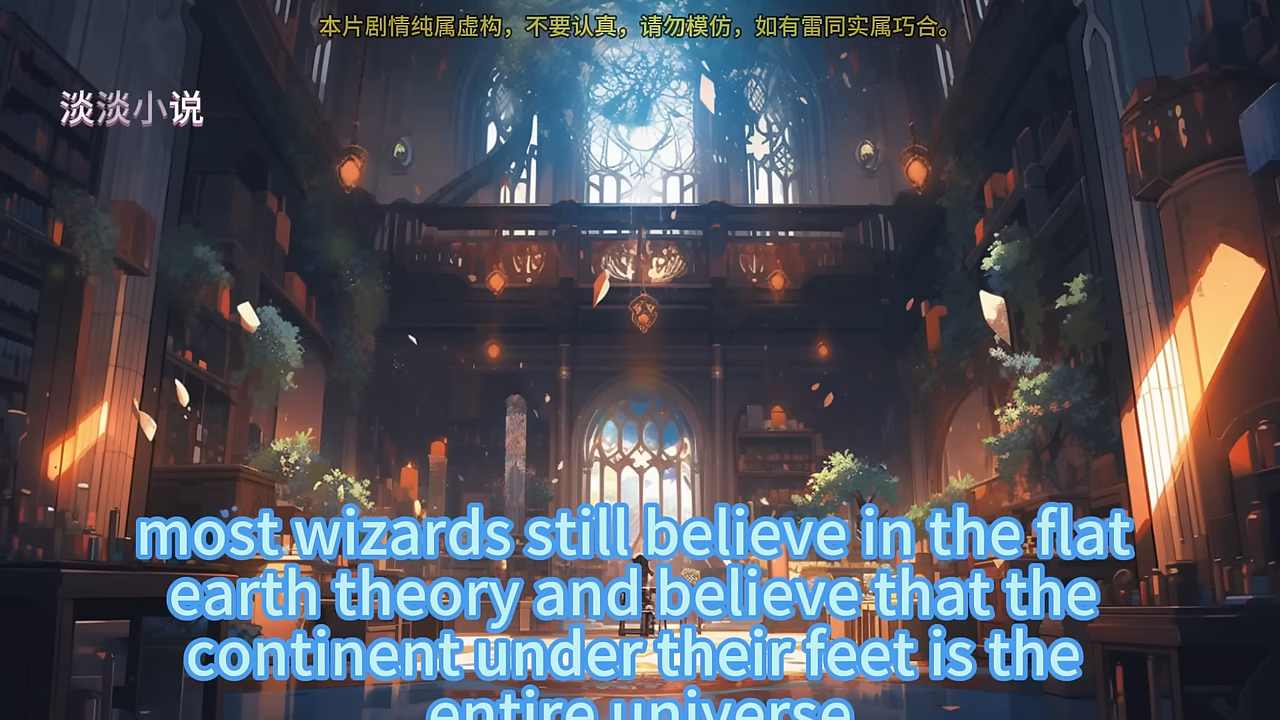 本片剧情纯属虚构，不要认真，请勿模仿，如有雷同实属巧合。
淡淡小说
most wizards still believe in the flat
earth theory and believe that the
continent under their feet is the
entire universe